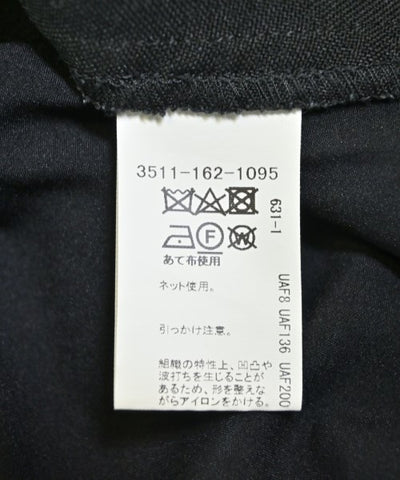 3511-162-1095
631-1
F W
あて布使用
ネット使用。
引っかけ注意。
組織の特性上、凹凸や
波打ちを生じることが
あるため、形を整えな
がらアイロンをかける。
UAF8 UAF136 UAF200